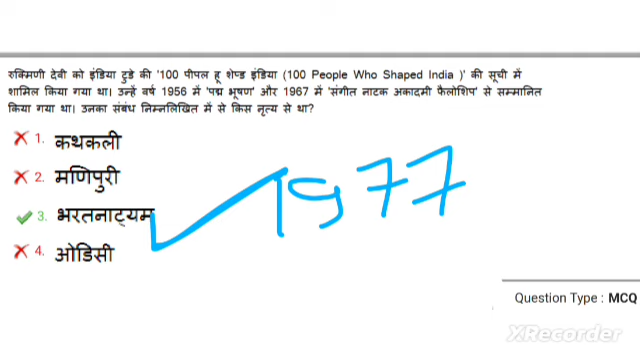 रुक्मिणी देवी को इंडिया टुडे की '100 पीपल हू शेप्ड इंडिया (100 People Who Shaped India )' की सूची में
शामिल किया गया था। उन्हें वर्ष 1956 में 'पद्म भूषण' और 1967 में 'संगीत नाटक अकादमी फैलोशिप' से सम्मानित
किया गया था। उनका संबंध निम्नलिखित में से किस नृत्य से था?
1. कथकली
2. मणिपुरी
3. भरतनाट्यम
4. ओडिसी
1977
Question Type : MCQ
XRecorder